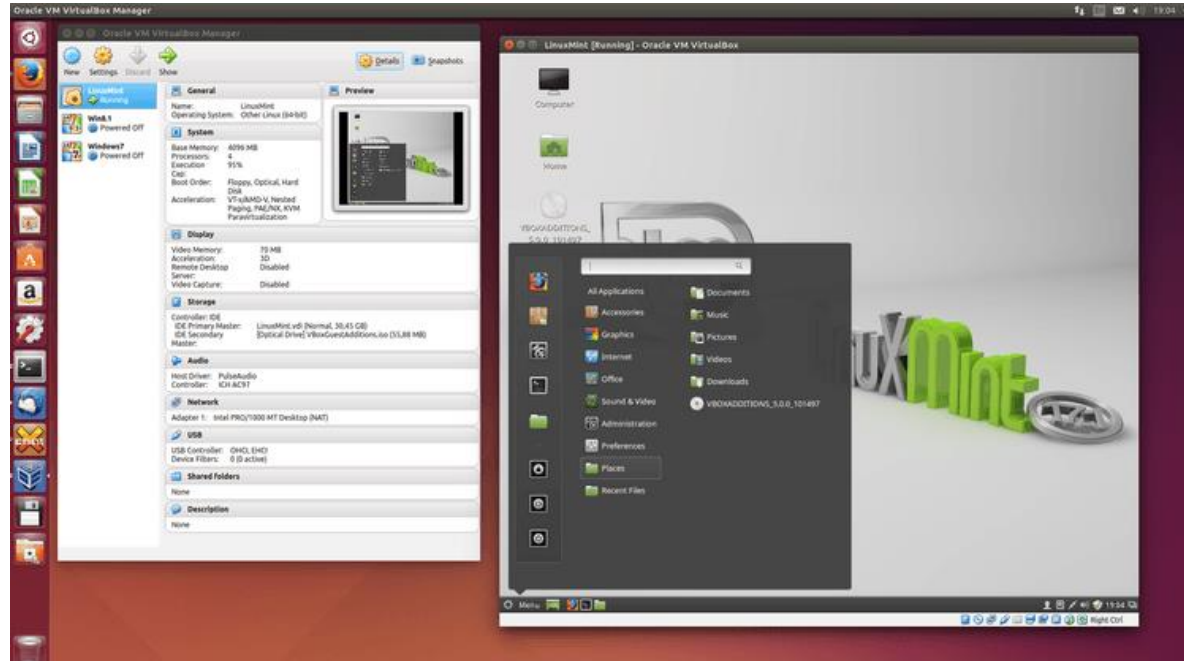 Oracle VM VirtualBox Manager
19:04
Oracle VM VirtualBox Manager
New Settings Discard Show
Details Snapshots
LinuxMint
Running
Win8.1
Powered Off
Windows7
Powered Off
General
Name: LinuxMint
Operating System: Other Linux (64-bit)
Preview
System
Base Memory: 4096 MB
Processors: 4
Execution 95%
Cap:
Boot Order: Floppy, Optical, Hard
Disk
Acceleration: VT-x/AMD-V, Nested
Paging, PAE/NX, KVM
Paravirtualization
Display
Video Memory: 70 MB
Acceleration: 3D
Remote Desktop Disabled
Server:
Video Capture: Disabled
Storage
Controller: IDE
IDE Primary Master: LinuxMint.vdi (Normal, 30,45 GB)
IDE Secondary [Optical Drive] VBoxGuestAdditions.iso (55,88 MB)
Master:
Audio
Host Driver: PulseAudio
Controller: ICH AC97
Network
Adapter 1: Intel PRO/1000 MT Desktop (NAT)
USB
USB Controller: OHCI, EHCI
Device Filters: 0 (0 active)
Shared folders
None
Description
None
LinuxMint [Running] - Oracle VM VirtualBox
Computer
Home
VBOXADDITIONS_
5.0.0_101497
All Applications
Accessories
Graphics
Internet
Office
Sound & Video
Administration
Preferences
Places
Recent Files
Documents
Music
Pictures
Videos
Downloads
VBOXADDITIONS_5.0.0_101497
Menu
19:04
Right Ctrl